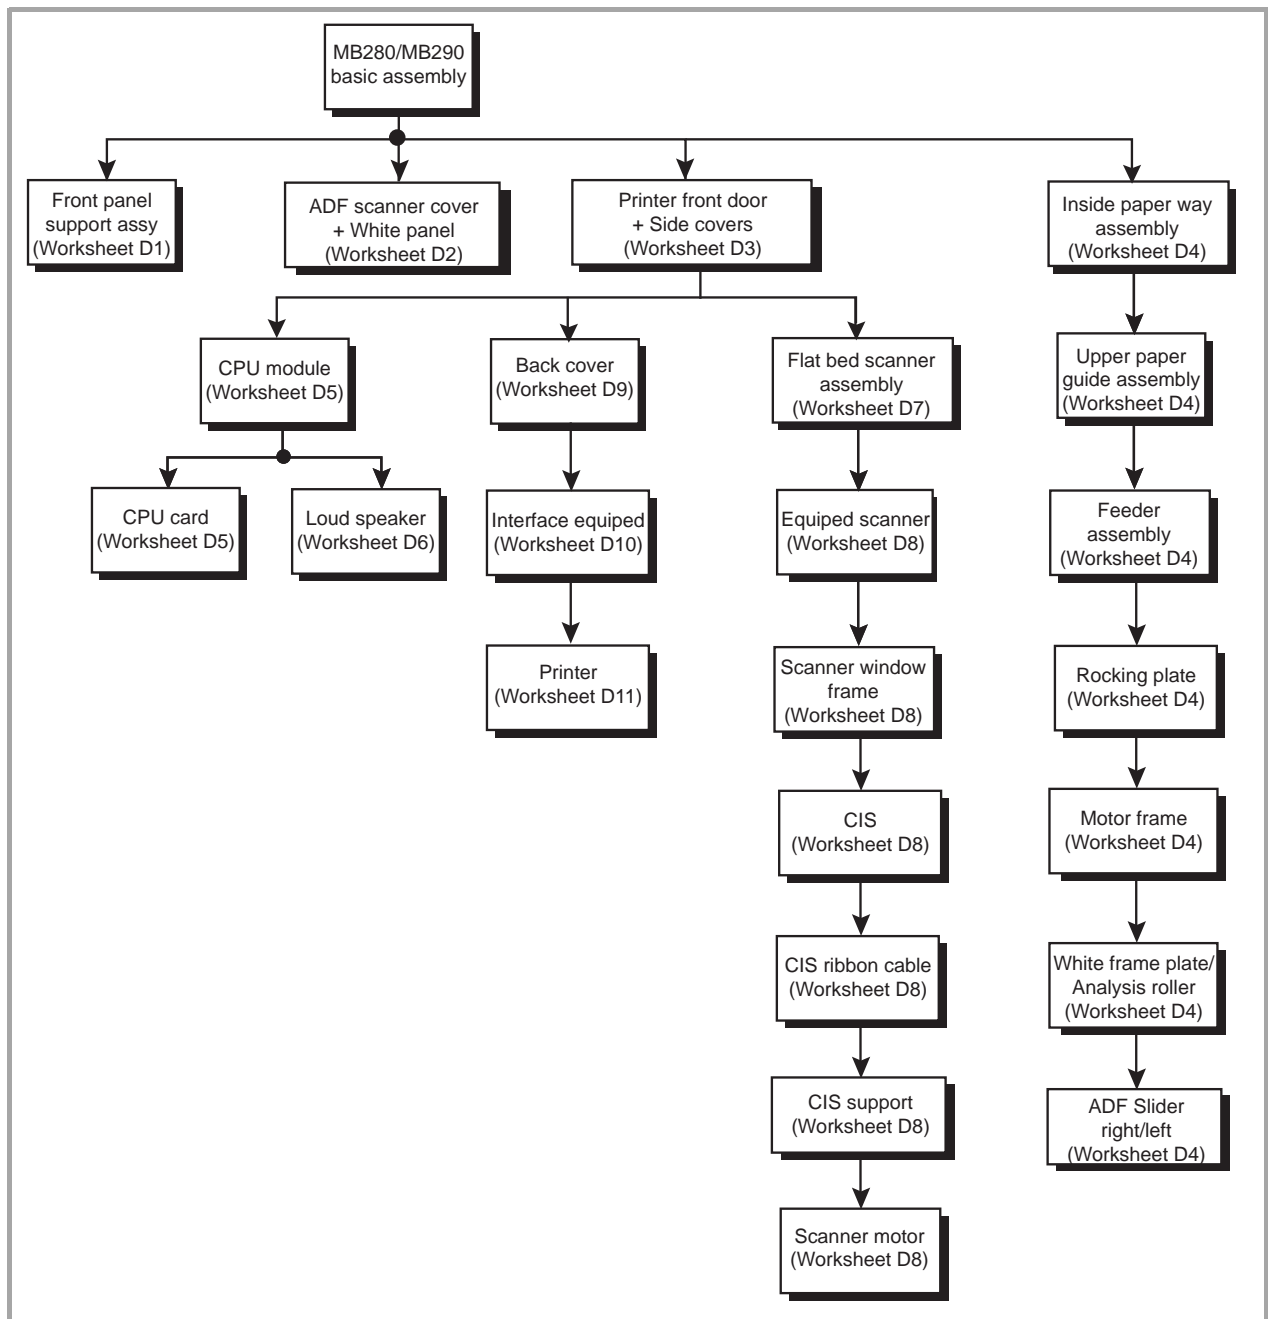 MB280/MB290
basic assembly
Front panel
support assy
(Worksheet D1)
ADF scanner cover
+ White panel
(Worksheet D2)
Printer front door
+ Side covers
(Worksheet D3)
Inside paper way
assembly
(Worksheet D4)
CPU module
(Worksheet D5)
Back cover
(Worksheet D9)
Flat bed scanner
assembly
(Worksheet D7)
Upper paper
guide assembly
(Worksheet D4)
CPU card
(Worksheet D5)
Loud speaker
(Worksheet D6)
Interface equiped
(Worksheet D10)
Equiped scanner
(Worksheet D8)
Feeder
assembly
(Worksheet D4)
Printer
(Worksheet D11)
Scanner window
frame
(Worksheet D8)
Rocking plate
(Worksheet D4)
CIS
(Worksheet D8)
Motor frame
(Worksheet D4)
CIS ribbon cable
(Worksheet D8)
White frame plate/
Analysis roller
(Worksheet D4)
CIS support
(Worksheet D8)
ADF Slider
right/left
(Worksheet D4)
Scanner motor
(Worksheet D8)